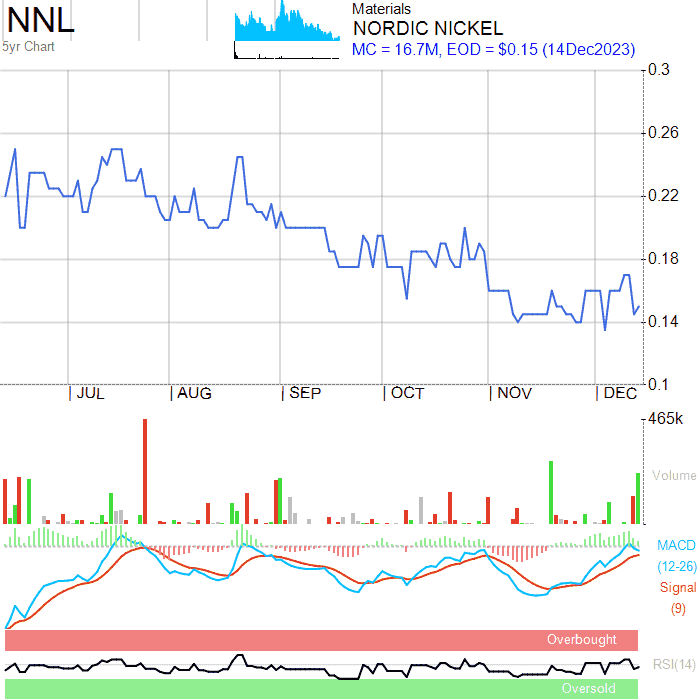 NNL
5yr Chart
Materials
NORDIC NICKEL
MC = 16.7M, EOD = $0.15 (14Dec2023)
0.3
0.26
0.22
0.18
0.14
0.1
JUL
AUG
SEP
OCT
NOV
DEC
465k
Volume
MACD
(12-26)
Signal
(9)
Overbought
RSI(14)
Oversold